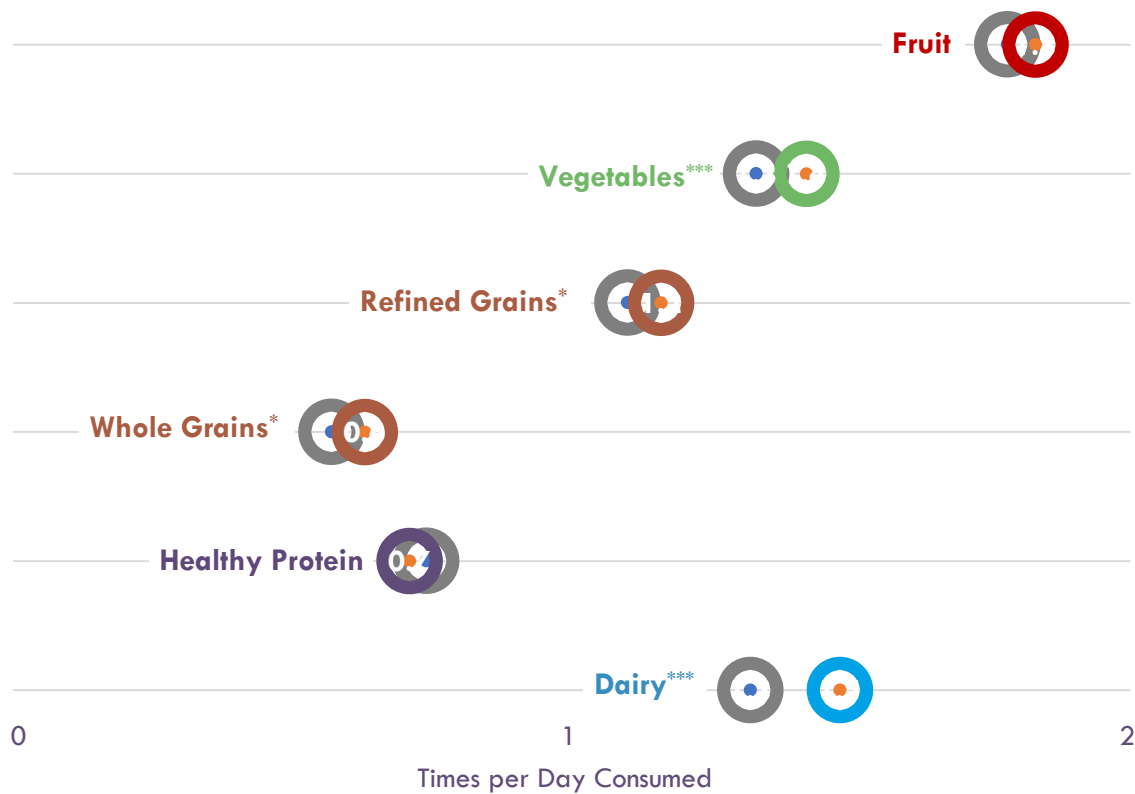 Fruit
Vegetables***
Refined Grains*
Whole Grains*
Healthy Protein
Dairy***
0 1 2
Times per Day Consumed